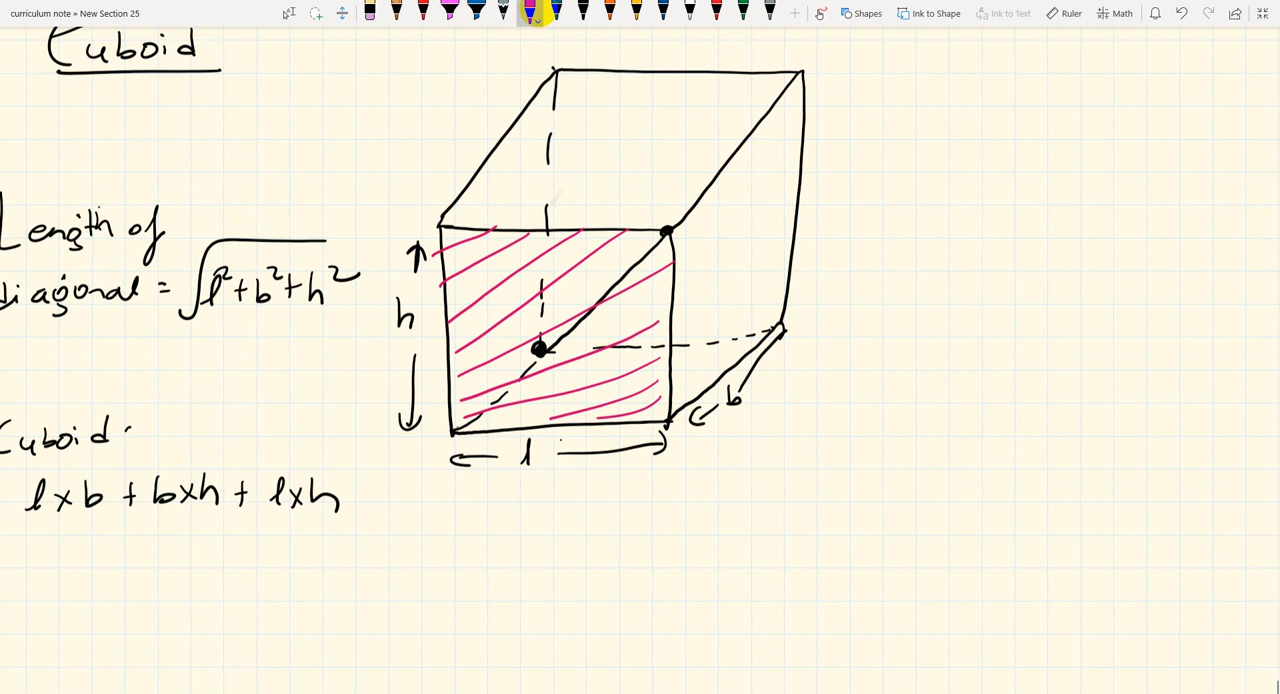 curriculum note » New Section 25
Shapes
Ink to Shape
Ink to Text
Ruler
Math
Cuboid
Length of
diagonal = √l²+b²+h²
h
b
l
Cuboid:
l×b + b×h + l×h